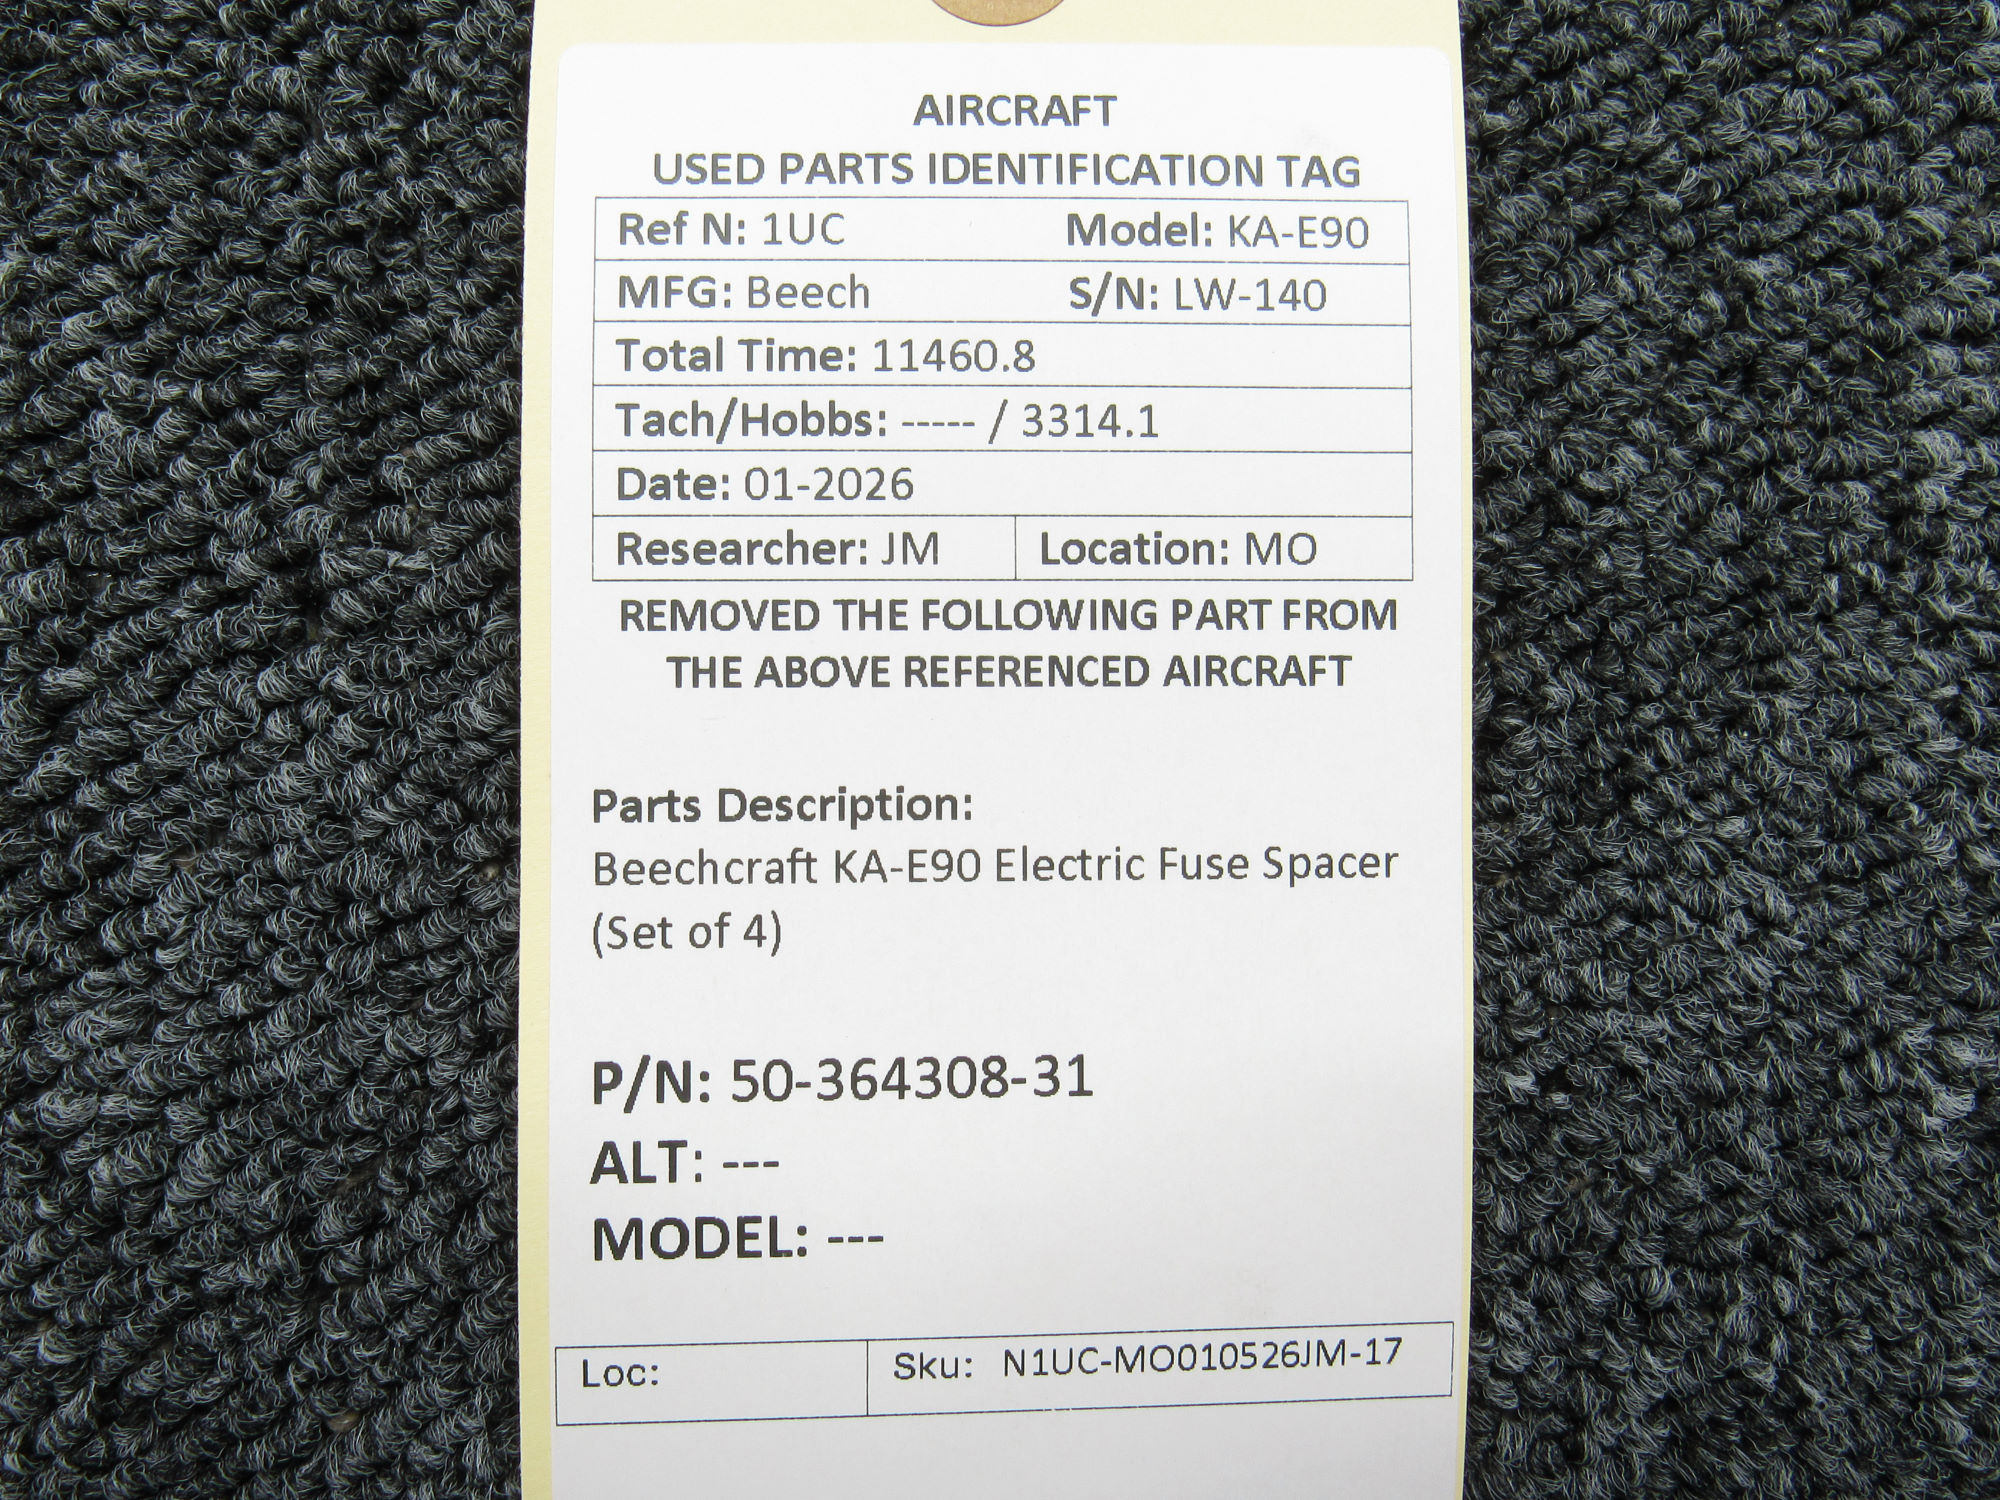 AIRCRAFT
USED PARTS IDENTIFICATION TAG
Ref N: 1UC Model: KA-E90
MFG: Beech S/N: LW-140
Total Time: 11460.8
Tach/Hobbs: ----- / 3314.1
Date: 01-2026
Researcher: JM Location: MO
REMOVED THE FOLLOWING PART FROM
THE ABOVE REFERENCED AIRCRAFT
Parts Description:
Beechcraft KA-E90 Electric Fuse Spacer
(Set of 4)
P/N: 50-364308-31
ALT: ---
MODEL: ---
Loc: Sku: N1UC-MO010526JM-17